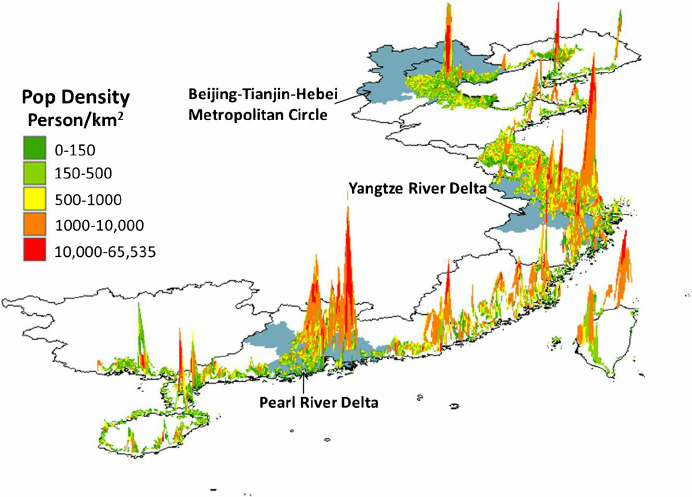 Beijing-Tianjin-Hebei
Metropolitan Circle
Pop Density
Person/km²
0-150
150-500
500-1000
1000-10,000
10,000-65,535
Yangtze River Delta
Pearl River Delta